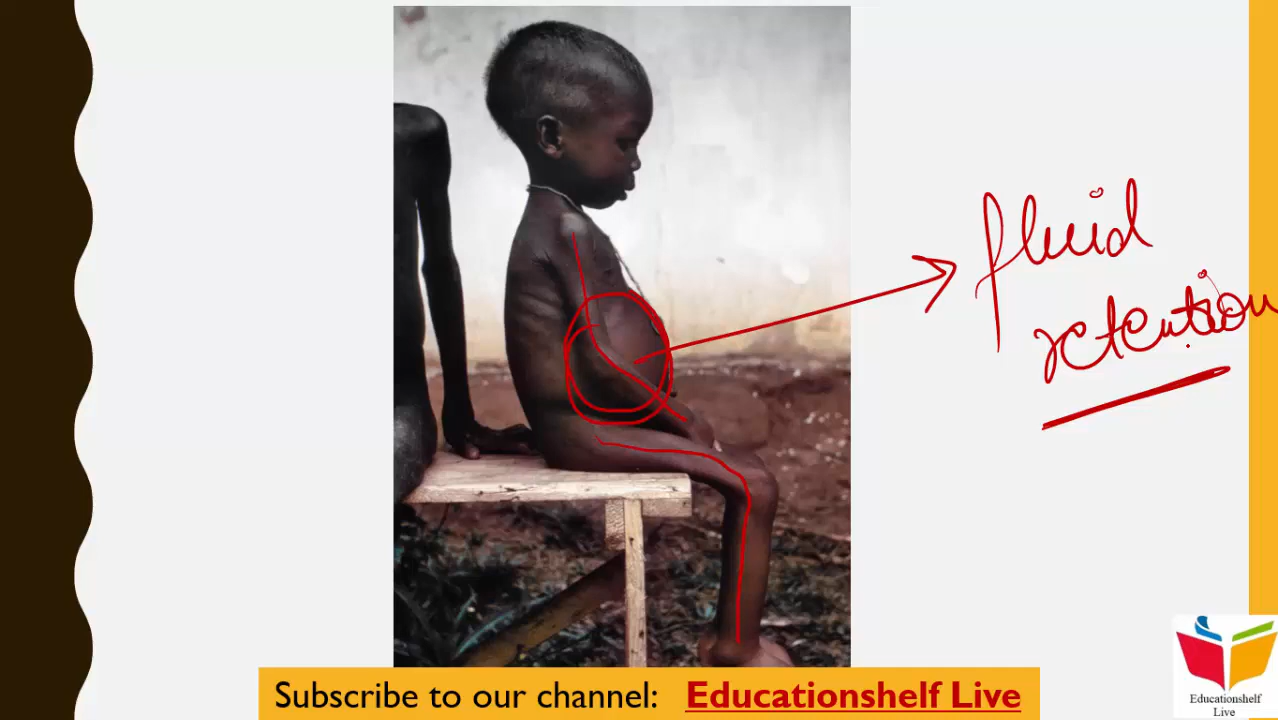 fluid
retention
Subscribe to our channel: Educationshelf Live
Educationshelf
Live